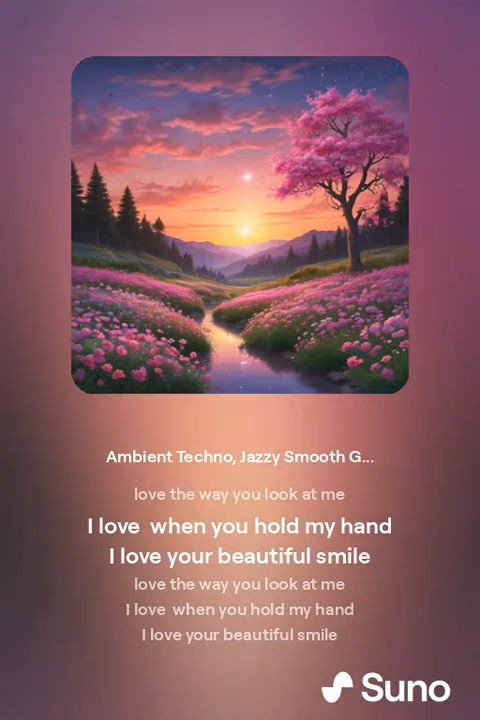 Ambient Techno, Jazzy Smooth G...
love the way you look at me
I love  when you hold my hand
I love your beautiful smile
love the way you look at me
I love  when you hold my hand
I love your beautiful smile
Suno